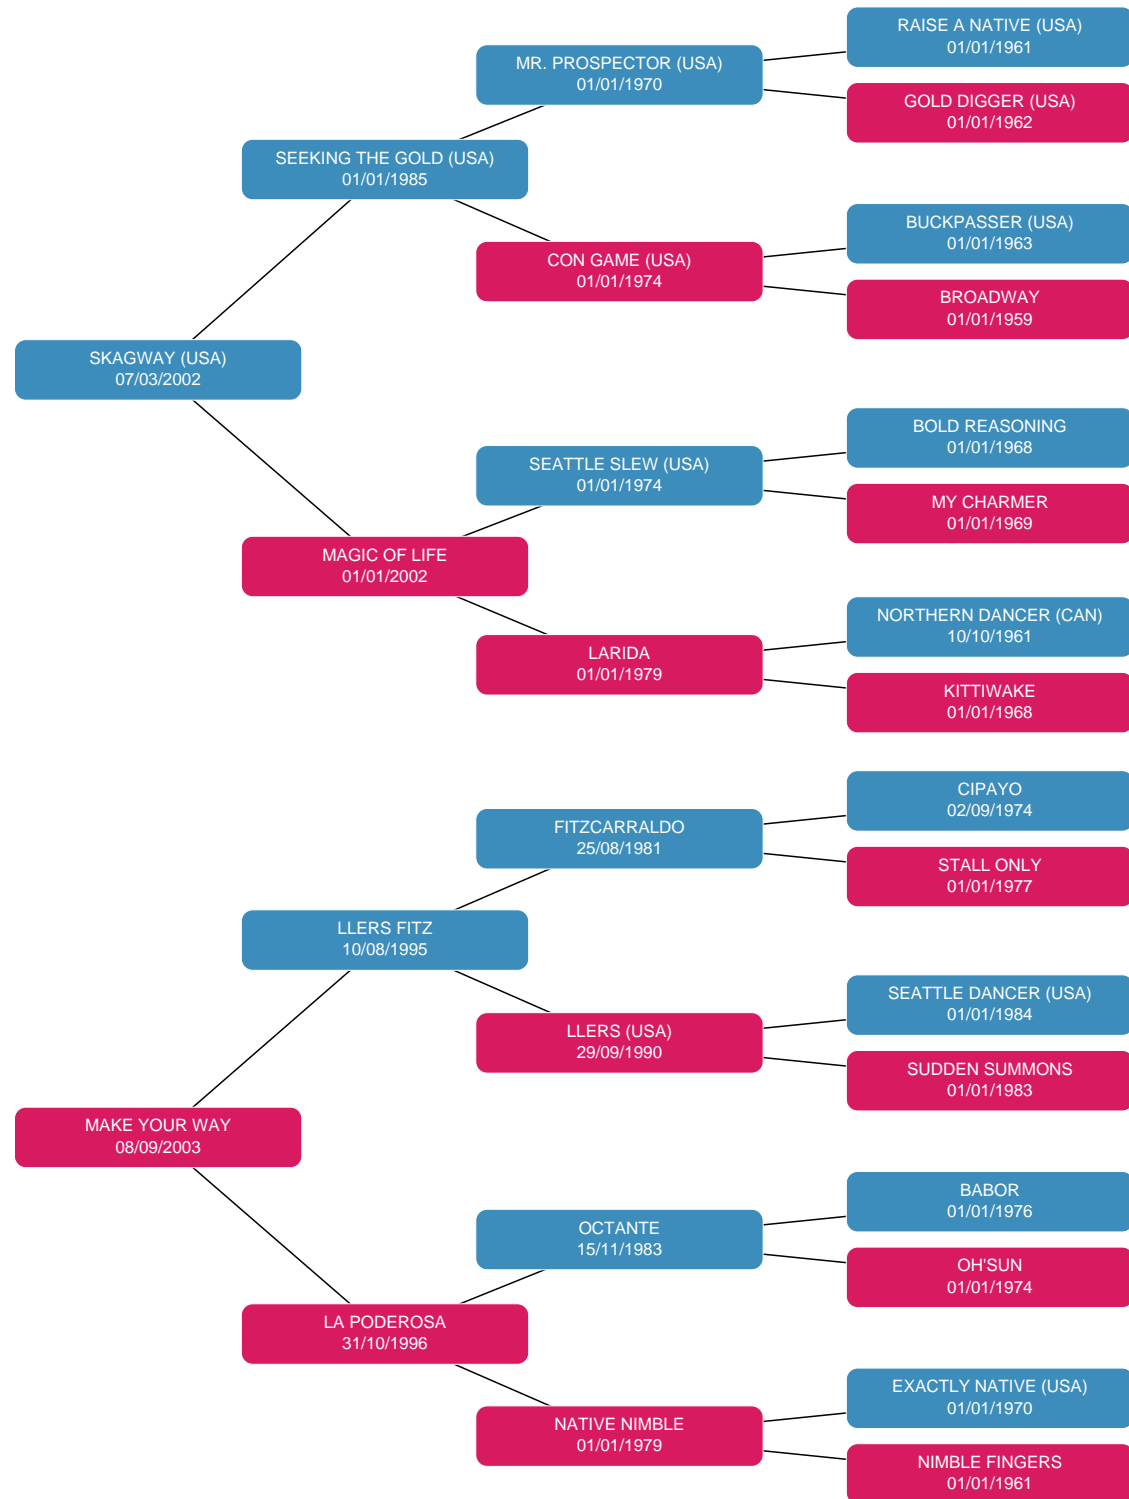 RAISE A NATIVE (USA)
01/01/1961
MR. PROSPECTOR (USA)
01/01/1970
GOLD DIGGER (USA)
01/01/1962
SEEKING THE GOLD (USA)
01/01/1985
BUCKPASSER (USA)
01/01/1963
CON GAME (USA)
01/01/1974
BROADWAY
01/01/1959
SKAGWAY (USA)
07/03/2002
BOLD REASONING
01/01/1968
SEATTLE SLEW (USA)
01/01/1974
MY CHARMER
01/01/1969
MAGIC OF LIFE
01/01/2002
NORTHERN DANCER (CAN)
10/10/1961
LARIDA
01/01/1979
KITTIWAKE
01/01/1968
CIPAYO
02/09/1974
FITZCARRALDO
25/08/1981
STALL ONLY
01/01/1977
LLERS FITZ
10/08/1995
SEATTLE DANCER (USA)
01/01/1984
LLERS (USA)
29/09/1990
SUDDEN SUMMONS
01/01/1983
MAKE YOUR WAY
08/09/2003
BABOR
01/01/1976
OCTANTE
15/11/1983
OH'SUN
01/01/1974
LA PODEROSA
31/10/1996
EXACTLY NATIVE (USA)
01/01/1970
NATIVE NIMBLE
01/01/1979
NIMBLE FINGERS
01/01/1961